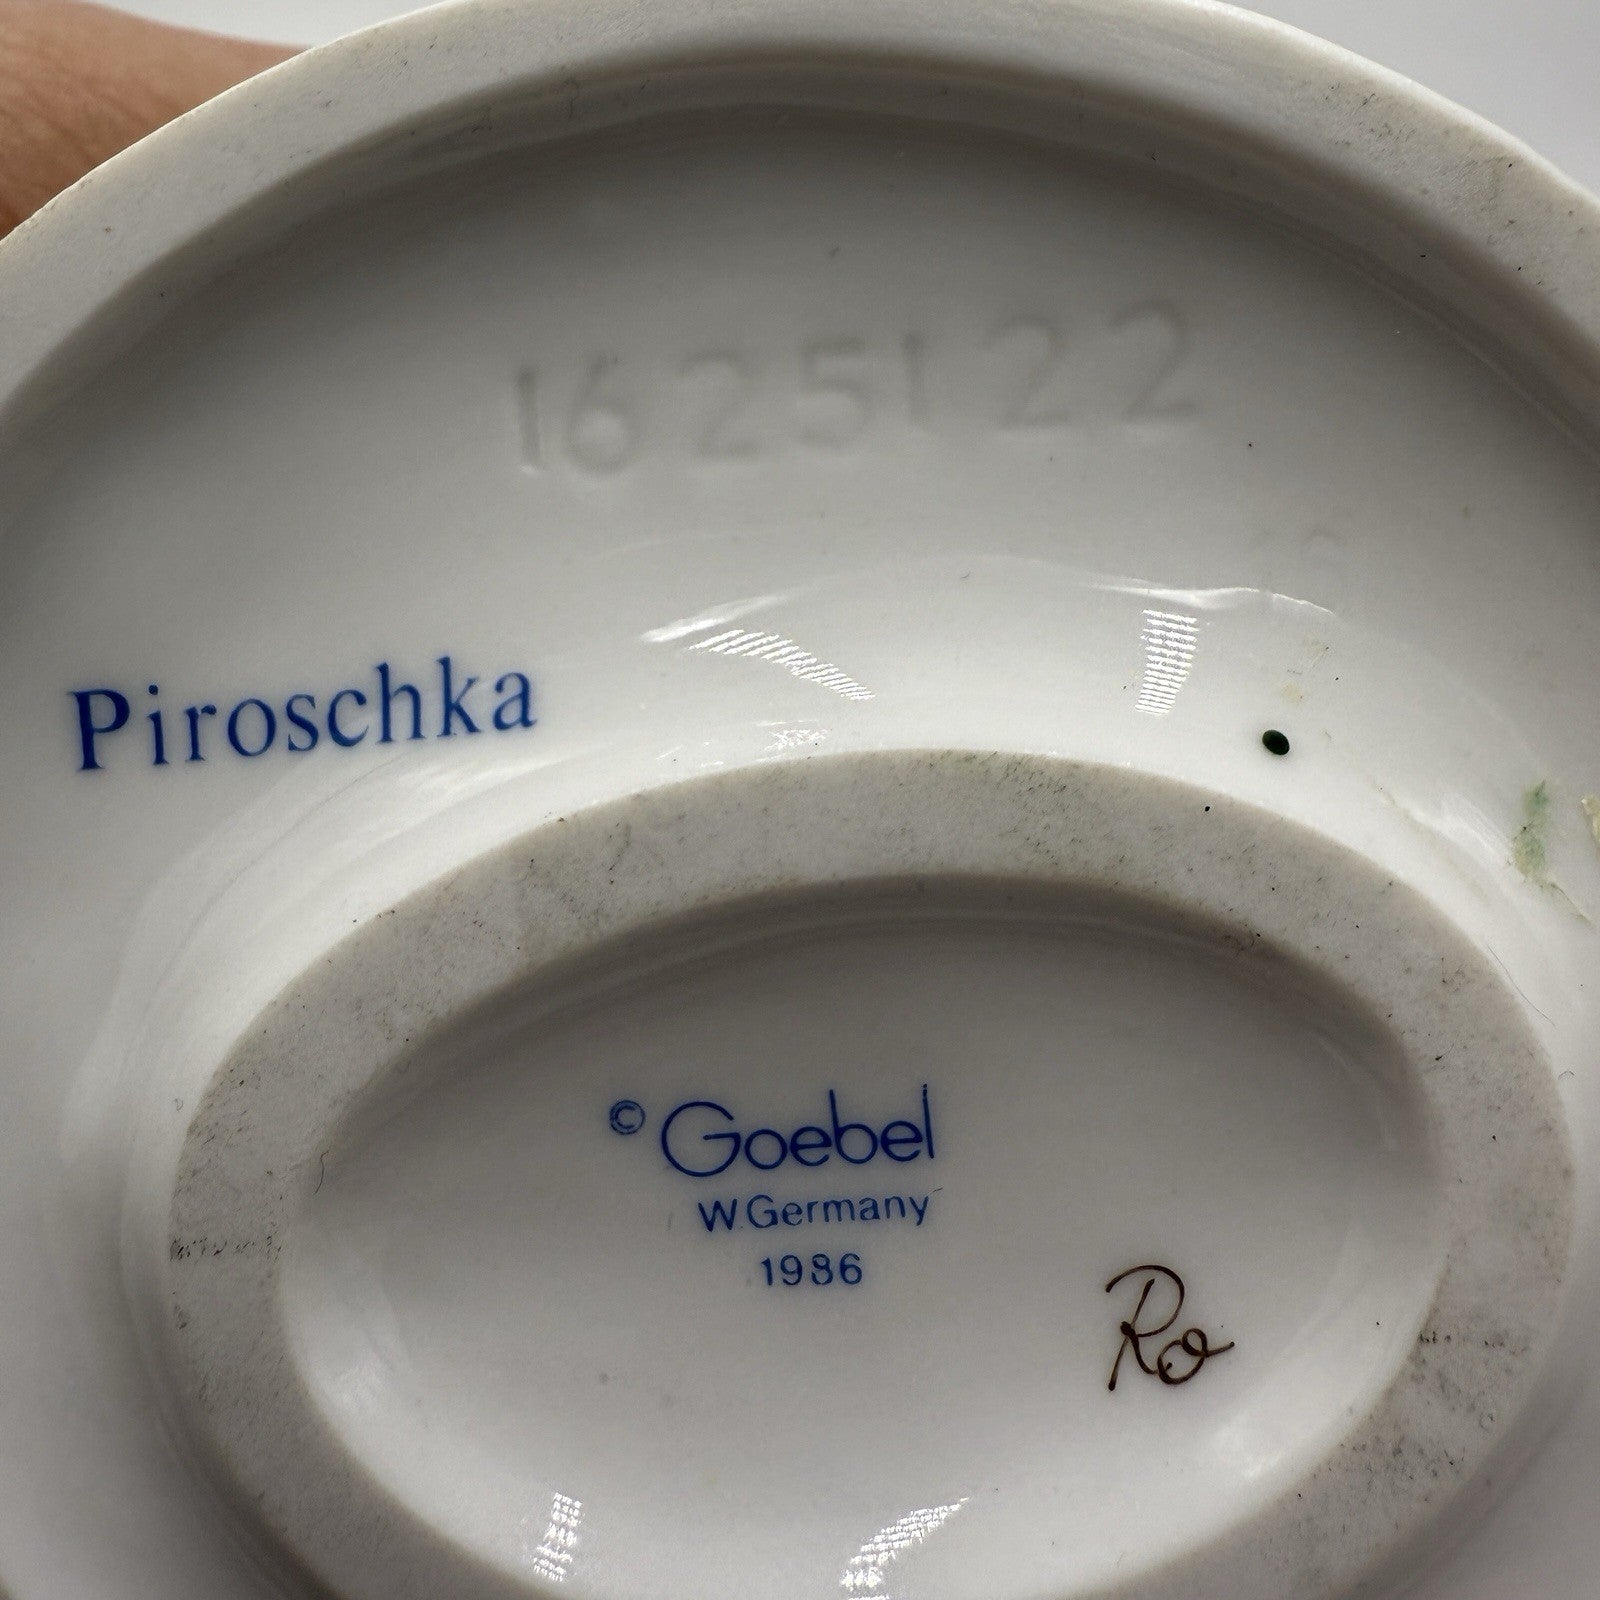 1625122
Piroschka
© Goebel
W.Germany
1986
Ro